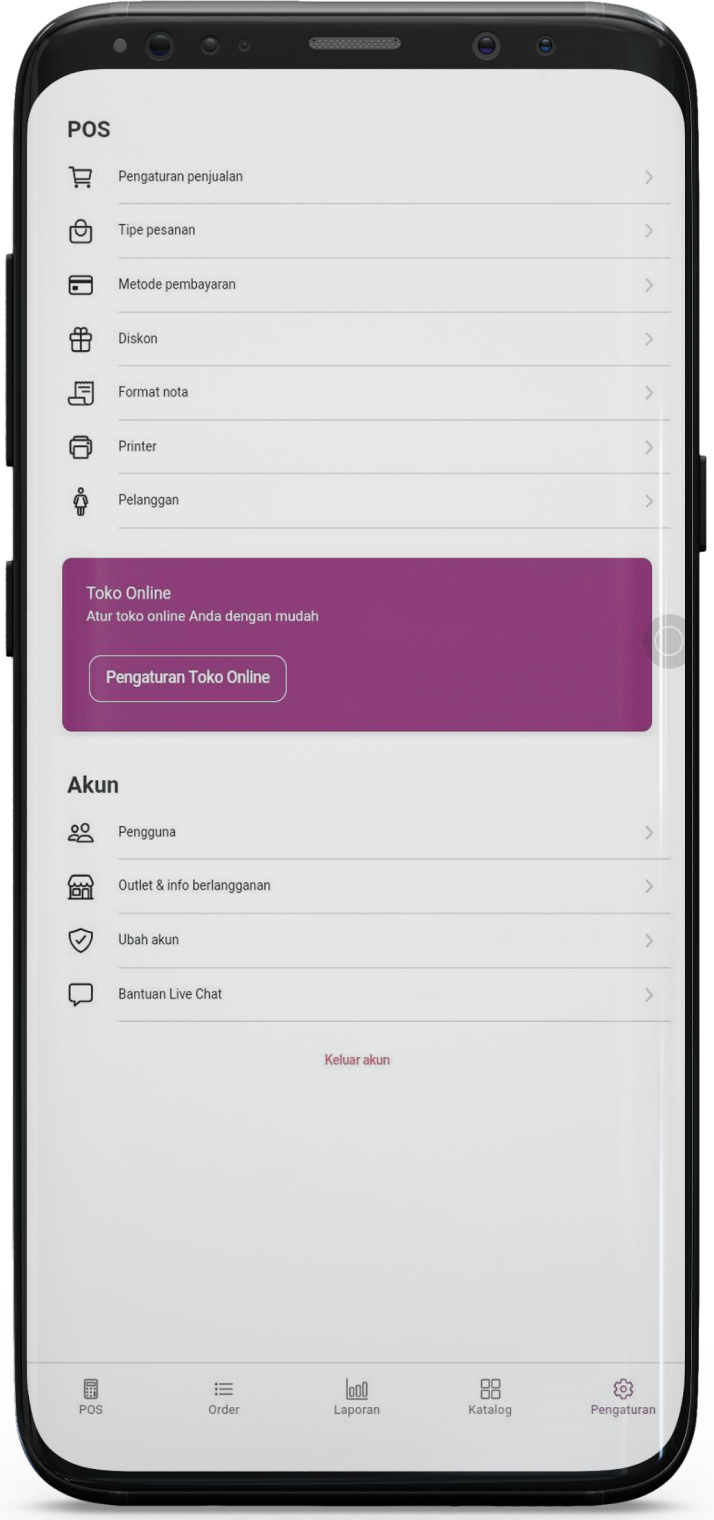 POS
Pengaturan penjualan
Tipe pesanan
Metode pembayaran
Diskon
Format nota
Printer
Pelanggan
Toko Online
Atur toko online Anda dengan mudah
Pengaturan Toko Online
Akun
Pengguna
Outlet & info berlangganan
Ubah akun
Bantuan Live Chat
Keluar akun
POS
Order
Laporan
Katalog
Pengaturan